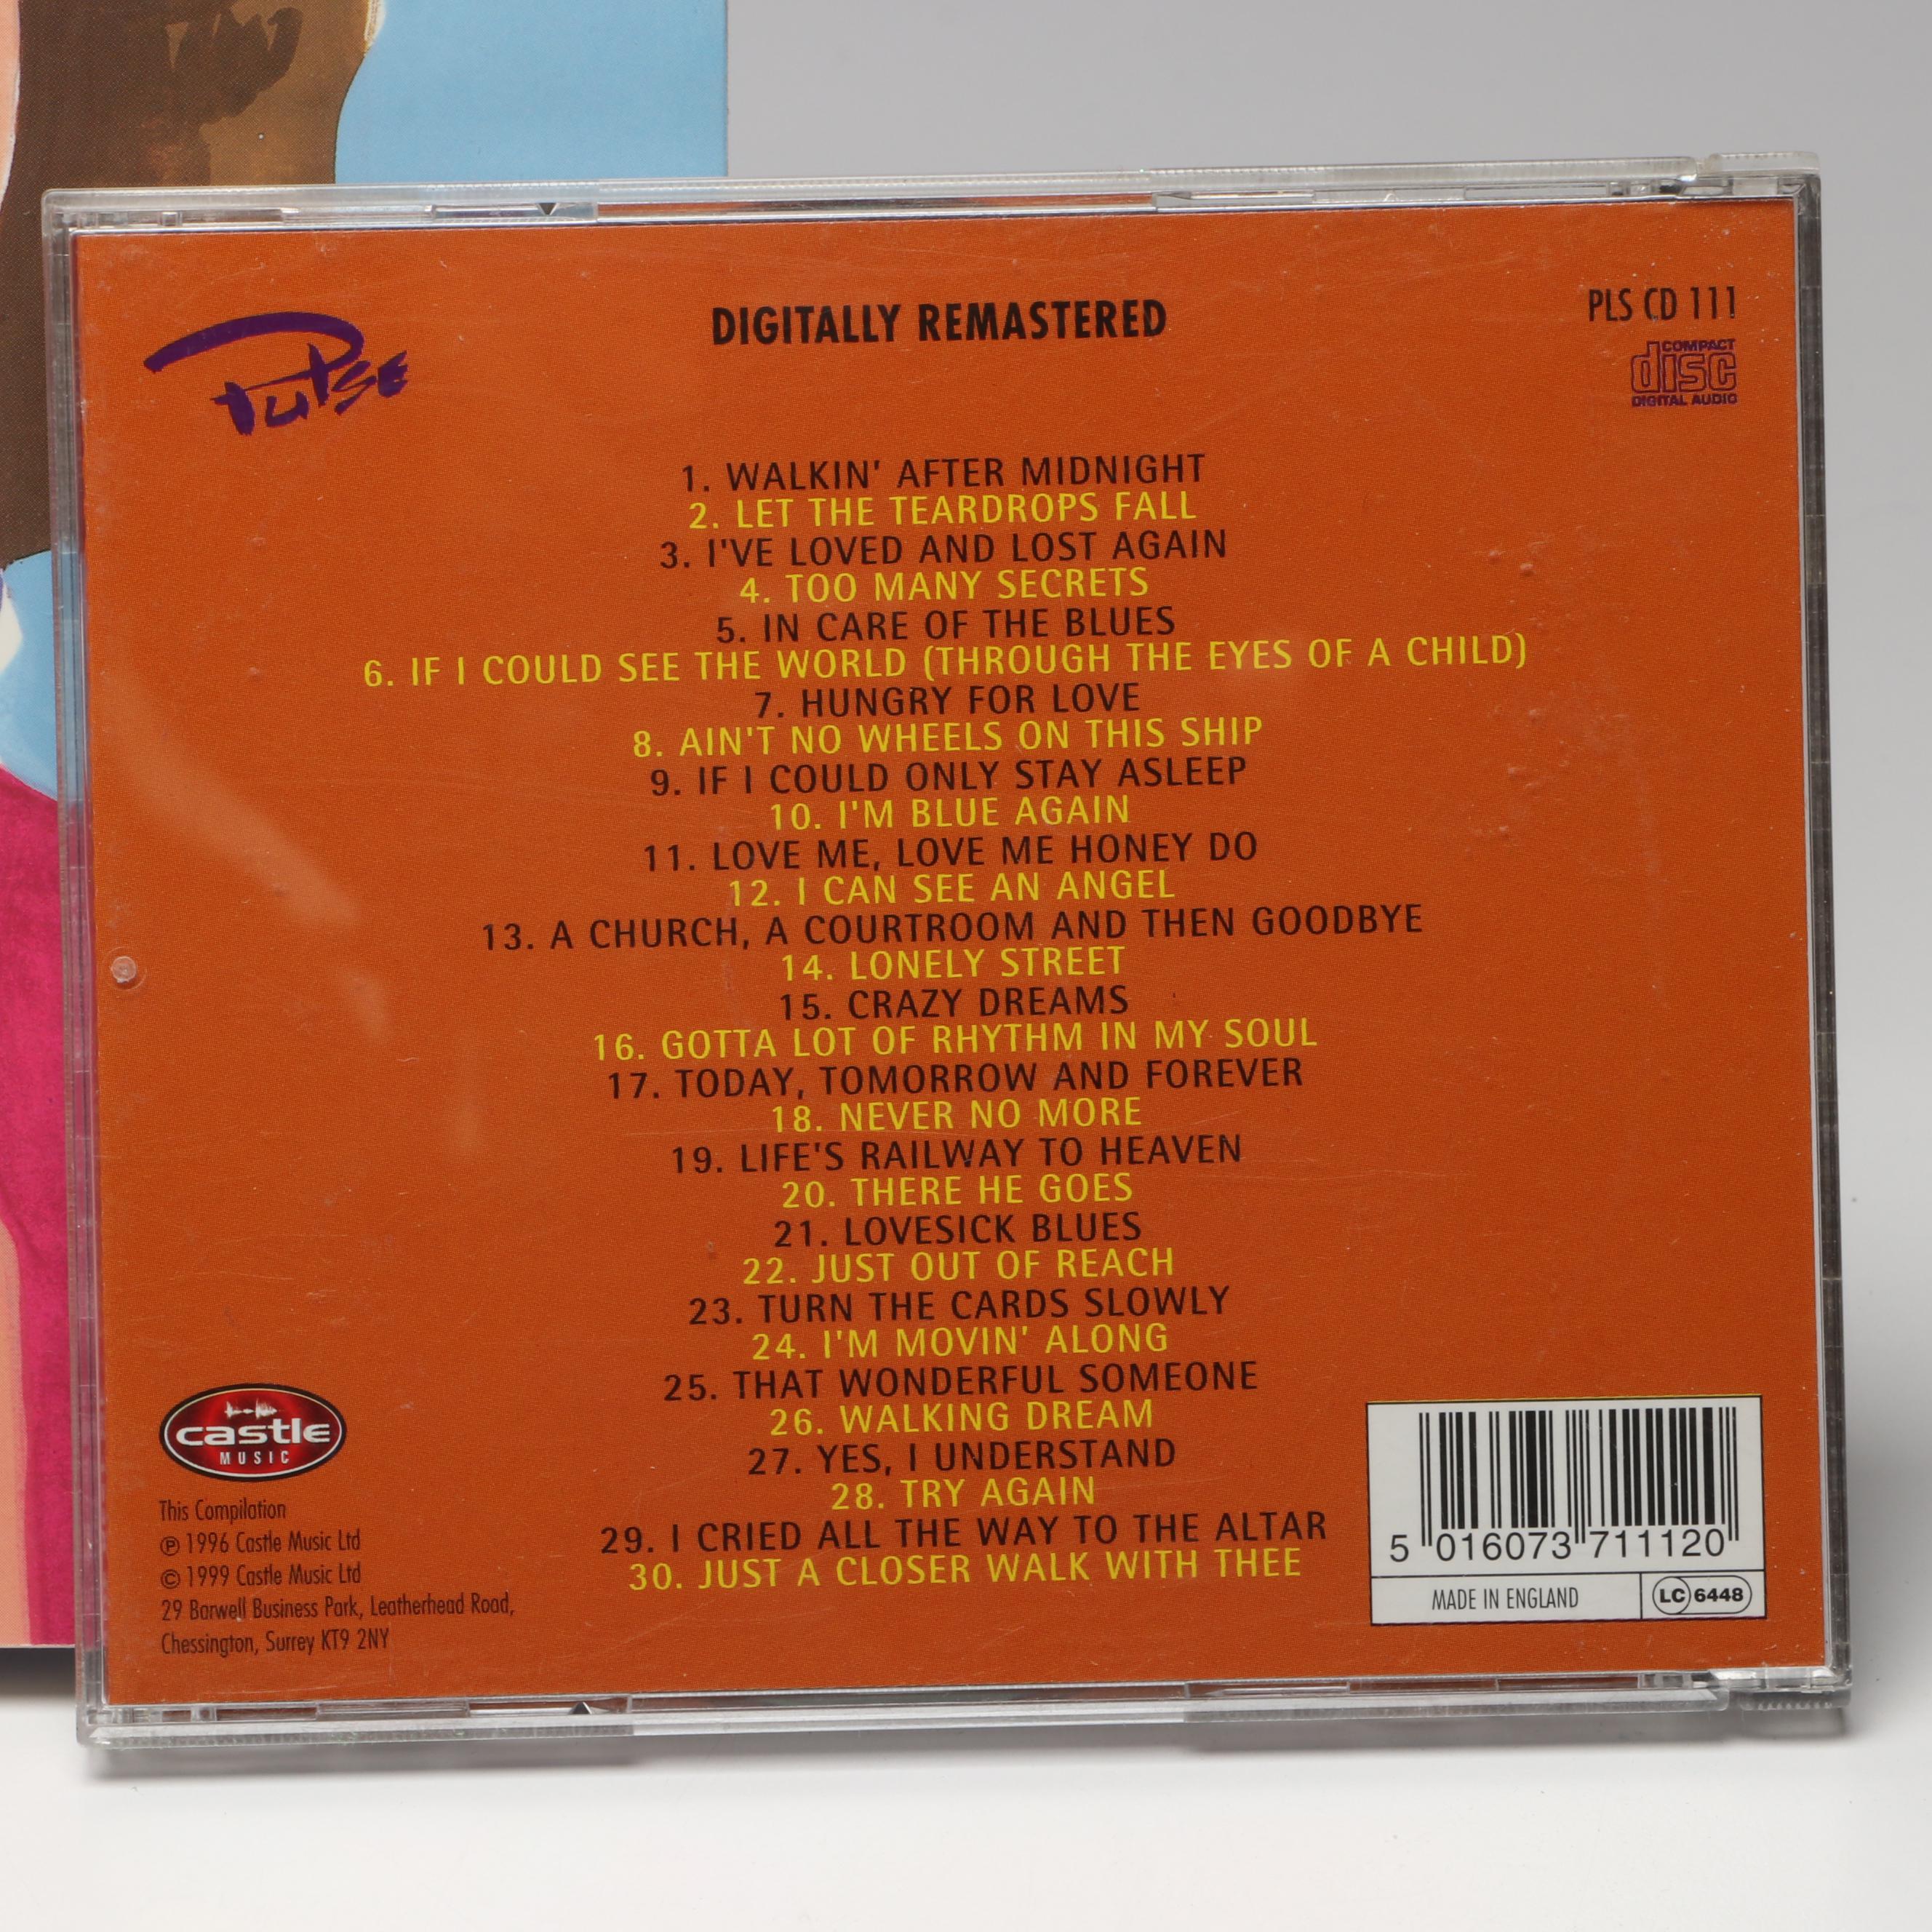 Pulse
DIGITALLY REMASTERED
PLS CD 111
COMPACT
disc
DIGITAL AUDIO
1. WALKIN' AFTER MIDNIGHT
2. LET THE TEARDROPS FALL
3. I'VE LOVED AND LOST AGAIN
4. TOO MANY SECRETS
5. IN CARE OF THE BLUES
6. IF I COULD SEE THE WORLD (THROUGH THE EYES OF A CHILD)
7. HUNGRY FOR LOVE
8. AIN'T NO WHEELS ON THIS SHIP
9. IF I COULD ONLY STAY ASLEEP
10. I'M BLUE AGAIN
11. LOVE ME, LOVE ME HONEY DO
12. I CAN SEE AN ANGEL
13. A CHURCH, A COURTROOM AND THEN GOODBYE
14. LONELY STREET
15. CRAZY DREAMS
16. GOTTA LOT OF RHYTHM IN MY SOUL
17. TODAY, TOMORROW AND FOREVER
18. NEVER NO MORE
19. LIFE'S RAILWAY TO HEAVEN
20. THERE HE GOES
21. LOVESICK BLUES
22. JUST OUT OF REACH
23. TURN THE CARDS SLOWLY
24. I'M MOVIN' ALONG
25. THAT WONDERFUL SOMEONE
26. WALKING DREAM
27. YES, I UNDERSTAND
28. TRY AGAIN
29. I CRIED ALL THE WAY TO THE ALTAR
30. JUST A CLOSER WALK WITH THEE
castle
MUSIC
This Compilation
℗ 1996 Castle Music Ltd
© 1999 Castle Music Ltd
29 Barwell Business Park, Leatherhead Road,
Chessington, Surrey KT9 2NY
5 016073 711120
MADE IN ENGLAND
LC 6448